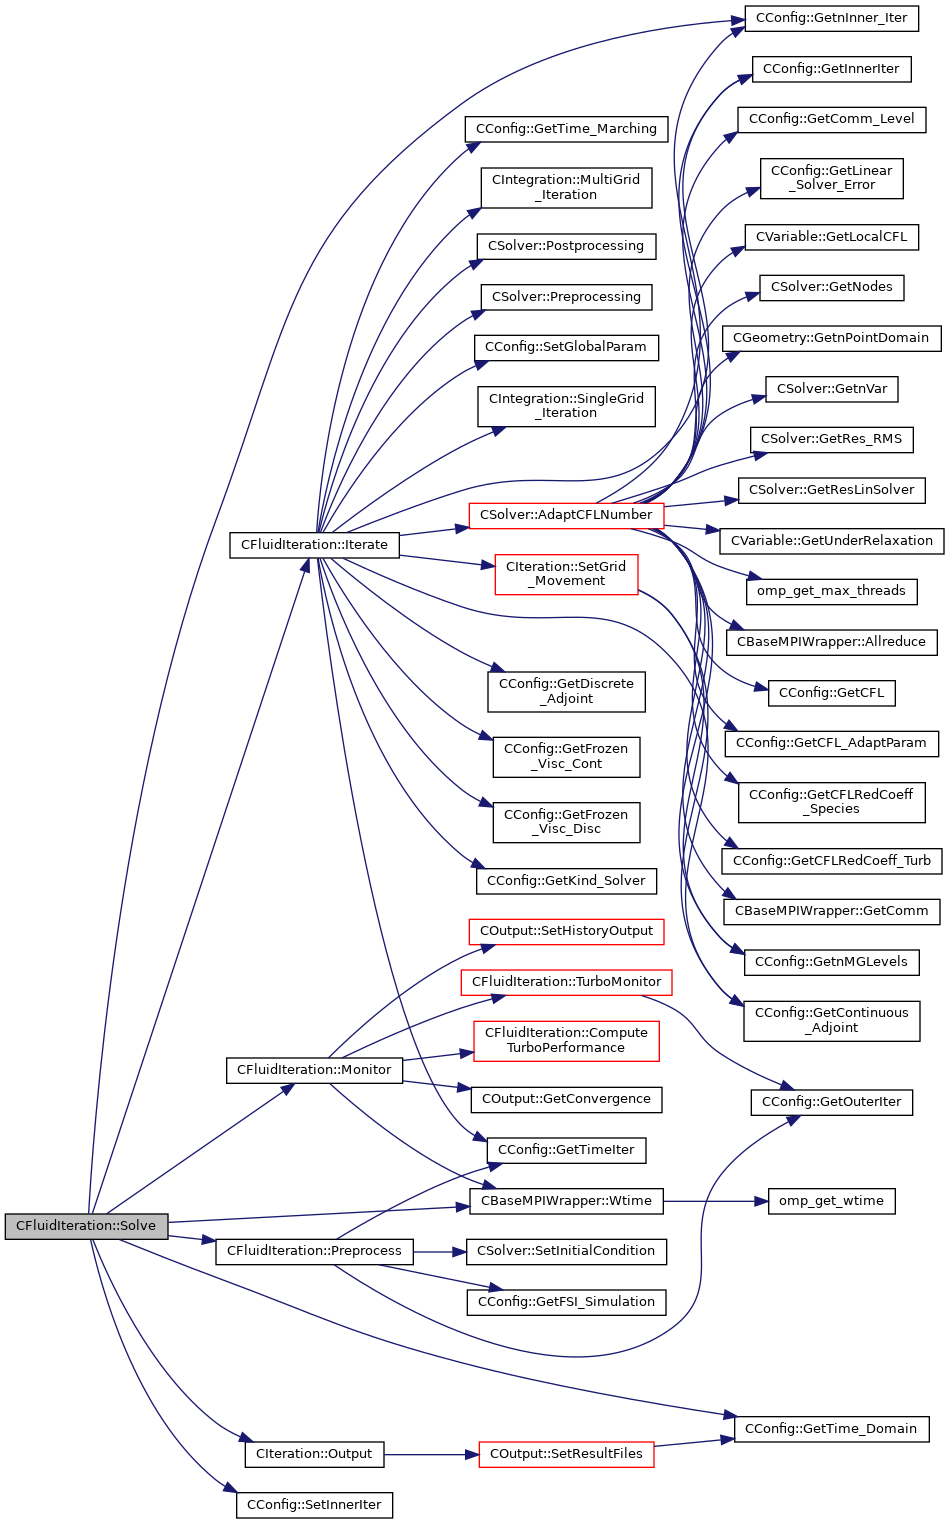 CConfig::GetnInner_Iter
CConfig::GetInnerIter
CConfig::GetComm_Level
CConfig::GetTime_Marching
CConfig::GetLinear
_Solver_Error
CIntegration::MultiGrid
_Iteration
CVariable::GetLocalCFL
CSolver::Postprocessing
CSolver::GetNodes
CSolver::Preprocessing
CGeometry::GetnPointDomain
CConfig::SetGlobalParam
CSolver::GetnVar
CIntegration::SingleGrid
_Iteration
CSolver::GetRes_RMS
CSolver::GetResLinSolver
CSolver::AdaptCFLNumber
CVariable::GetUnderRelaxation
CFluidIteration::Iterate
CIteration::SetGrid
_Movement
omp_get_max_threads
CBaseMPIWrapper::Allreduce
CConfig::GetDiscrete
_Adjoint
CConfig::GetCFL
CConfig::GetCFL_AdaptParam
CConfig::GetFrozen
_Visc_Cont
CConfig::GetCFLRedCoeff
_Species
CConfig::GetFrozen
_Visc_Disc
CConfig::GetCFLRedCoeff_Turb
CConfig::GetKind_Solver
CBaseMPIWrapper::GetComm
COutput::SetHistoryOutput
CConfig::GetnMGLevels
CFluidIteration::TurboMonitor
CConfig::GetContinuous
_Adjoint
CFluidIteration::Compute
TurboPerformance
CFluidIteration::Monitor
COutput::GetConvergence
CConfig::GetOuterIter
CConfig::GetTimeIter
CBaseMPIWrapper::Wtime
omp_get_wtime
CFluidIteration::Solve
CFluidIteration::Preprocess
CSolver::SetInitialCondition
CConfig::GetFSI_Simulation
CConfig::GetTime_Domain
CIteration::Output
COutput::SetResultFiles
CConfig::SetInnerIter